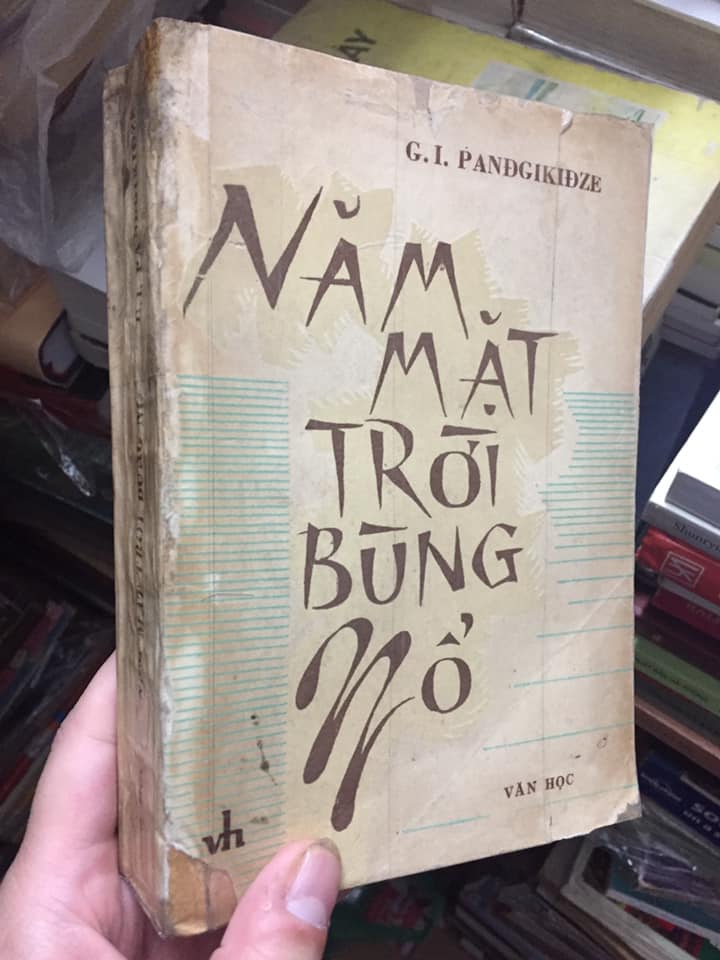 G. I. PANĐGIKIĐZE
NĂM
MẶT
TRỜI
BÙNG
NỔ
VĂN HỌC
vh